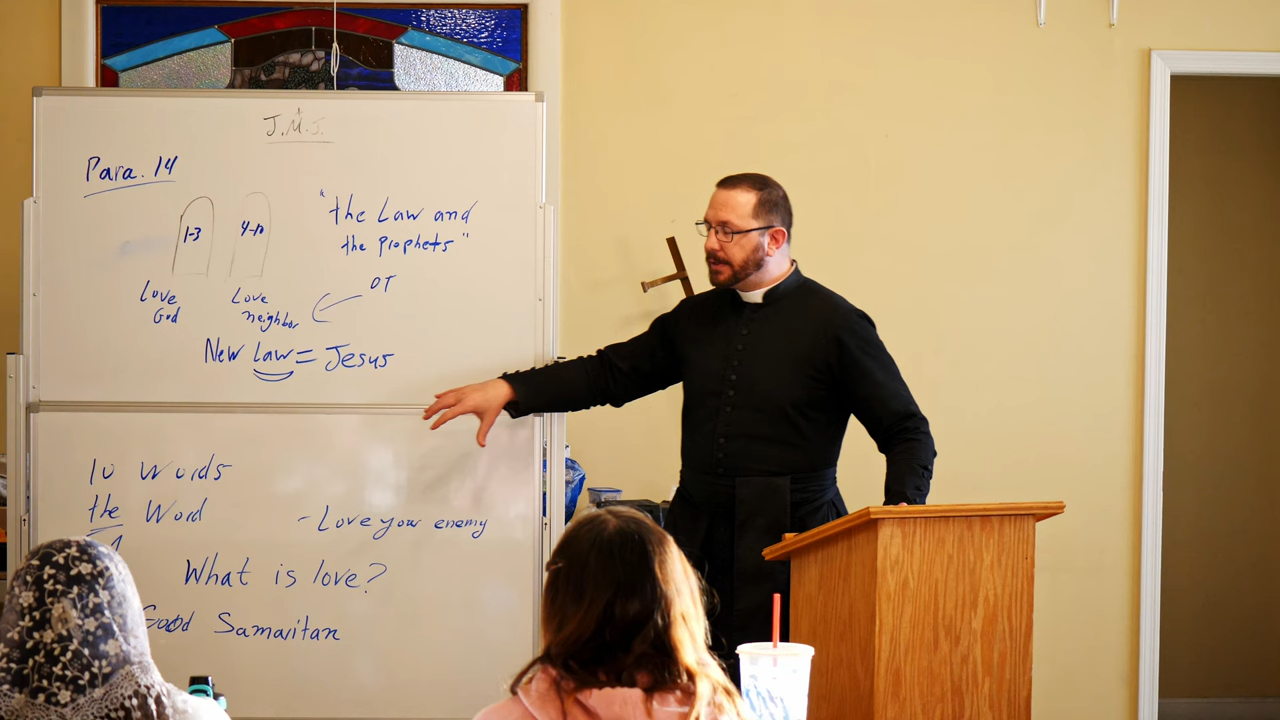 J.M.J.
Para. 14
1-3
4-10
"the Law and
the Prophets"
Love
God
Love
neighbor
OT
New Law = Jesus
10 Words
the Word
- Love your enemy
What is love?
Good Samaritan